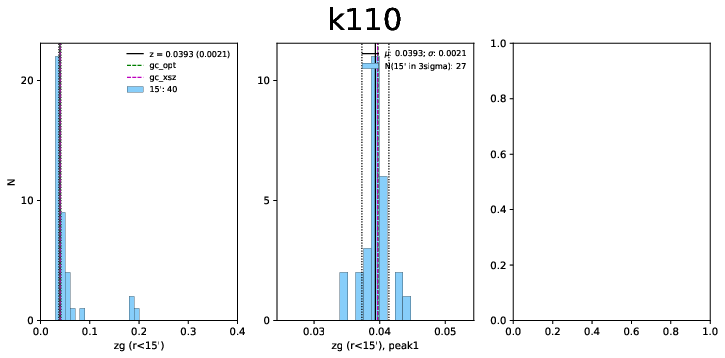 k110
z = 0.0393 (0.0021)
gc_opt
gc_xsz
15': 40
N
20
10
0
0.0 0.1 0.2 0.3 0.4
zg (r<15')
μ: 0.0393; σ: 0.0021
N(15' in 3sigma): 27
10
5
0
0.03 0.04 0.05
zg (r<15'), peak1
1.0
0.8
0.6
0.4
0.2
0.0
0.0 0.2 0.4 0.6 0.8 1.0